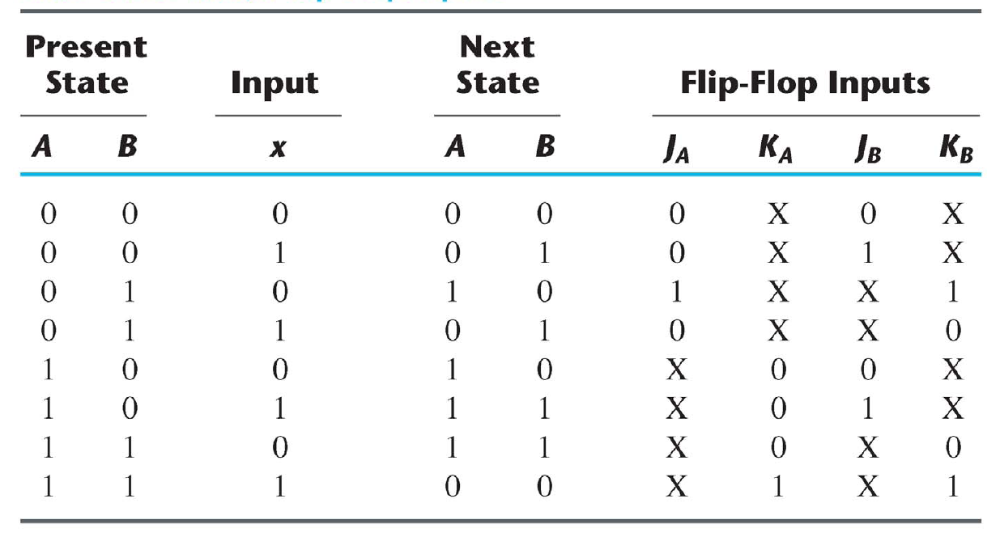 Present Next
State Input State Flip-Flop Inputs
A B x A B J_A K_A J_B K_B
0 0 0 0 0 0 X 0 X
0 0 1 0 1 0 X 1 X
0 1 0 1 0 1 X X 1
0 1 1 0 1 0 X X 0
1 0 0 1 0 X 0 0 X
1 0 1 1 1 X 0 1 X
1 1 0 1 1 X 0 X 0
1 1 1 0 0 X 1 X 1